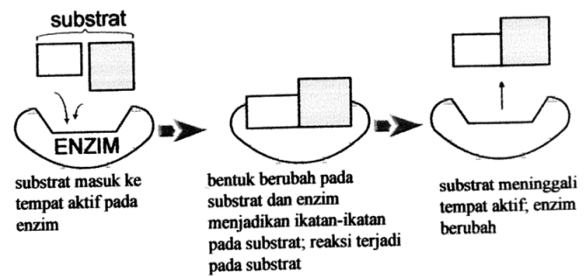 substrat
ENZIM
substrat masuk ke
tempat aktif pada
enzim
bentuk berubah pada
substrat dan enzim
menjadikan ikatan-ikatan
pada substrat; reaksi terjadi
pada substrat
substrat meninggali
tempat aktif; enzim
berubah